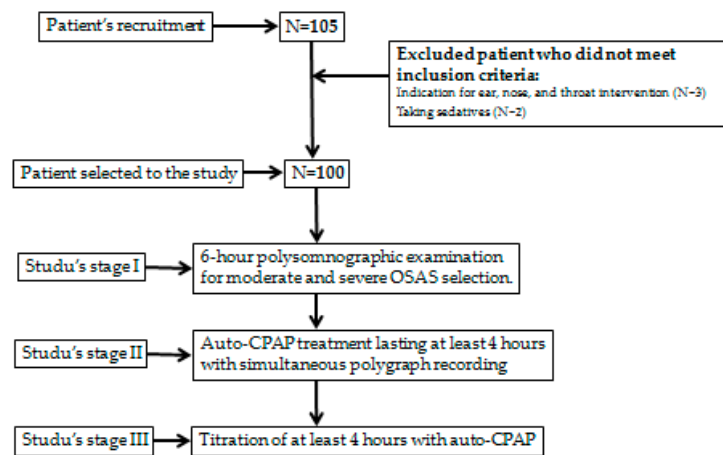 Patient's recruitment
N=105
Excluded patient who did not meet
inclusion criteria:
Indication for ear, nose, and throat intervention (N=3)
Taking sedatives (N=2)
Patient selected to the study
N=100
Studu's stage I
6-hour polysomnographic examination
for moderate and severe OSAS selection.
Studu's stage II
Auto-CPAP treatment lasting at least 4 hours
with simultaneous polygraph recording
Studu's stage III
Titration of at least 4 hours with auto-CPAP